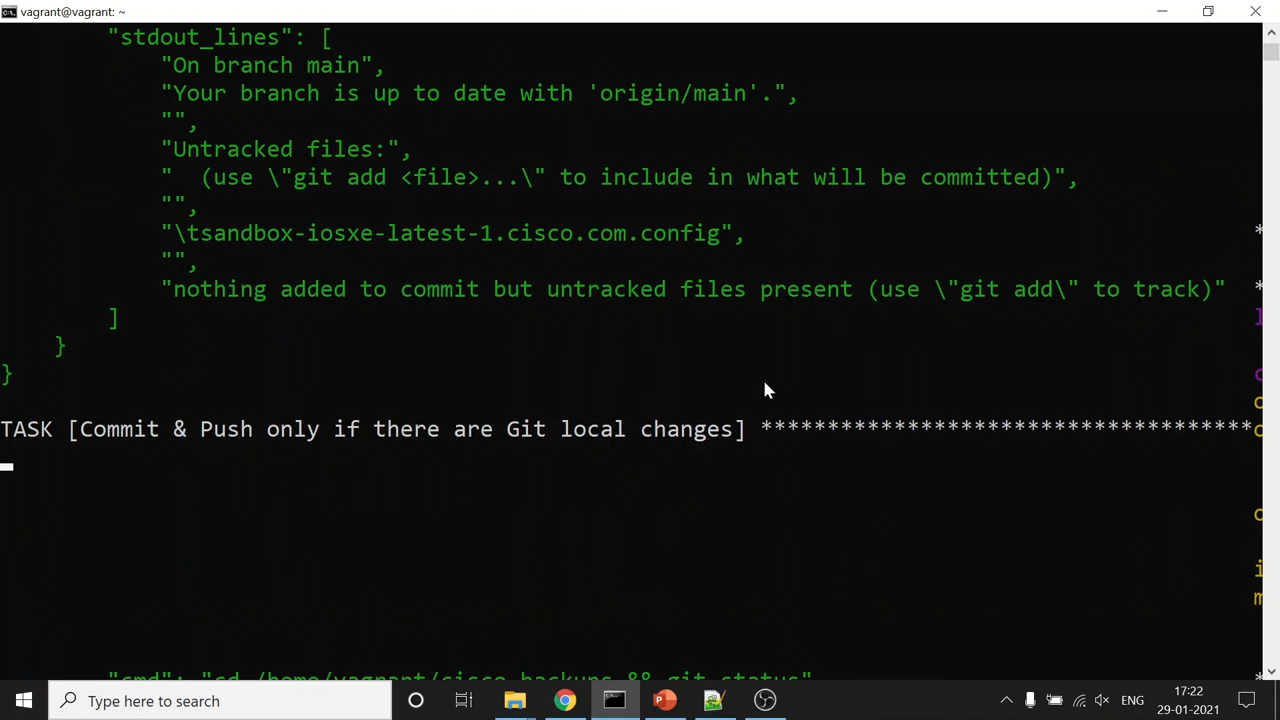 vagrant@vagrant: ~
"stdout_lines": [
"On branch main",
"Your branch is up to date with 'origin/main'.",
"",
"Untracked files:",
"  (use \"git add <file>...\" to include in what will be committed)",
"",
"\tsandbox-iosxe-latest-1.cisco.com.config",
"",
"nothing added to commit but untracked files present (use \"git add\" to track)"
]
}
}
TASK [Commit & Push only if there are Git local changes] *************************************
"cmd": "cd /home/vagrant/cisco_backups && git status"
Type here to search
ENG
17:22
29-01-2021